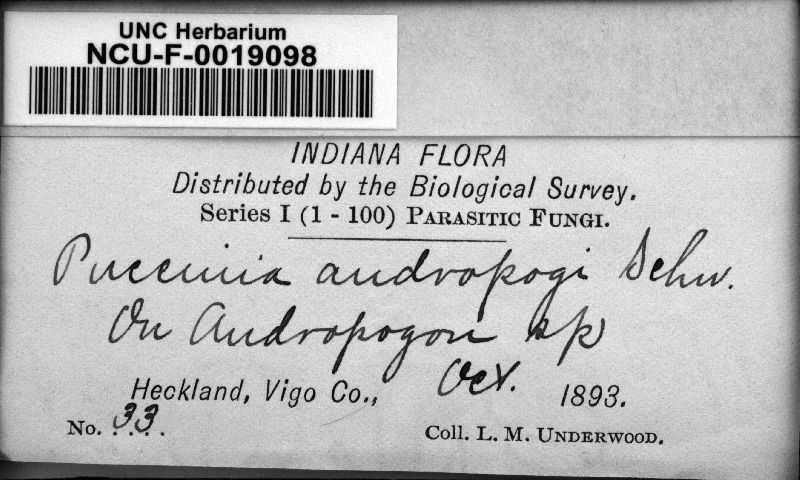 UNC Herbarium
NCU-F-0019098
INDIANA FLORA
Distributed by the Biological Survey.
Series I (1 - 100) PARASITIC FUNGI.
Puccinia andropogi Schw.
On Andropogon sp
Heckland, Vigo Co., Oct. 1893.
No. 33
Coll. L. M. UNDERWOOD.